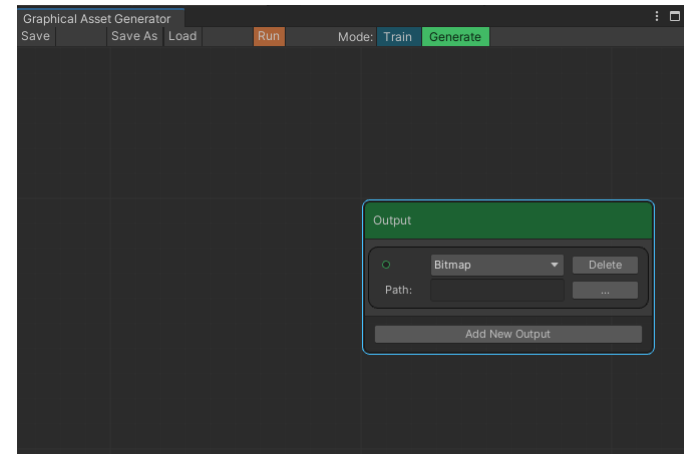 Graphical Asset Generator
Save Save As Load Run Mode: Train Generate
Output
Bitmap Delete
Path: ...
Add New Output